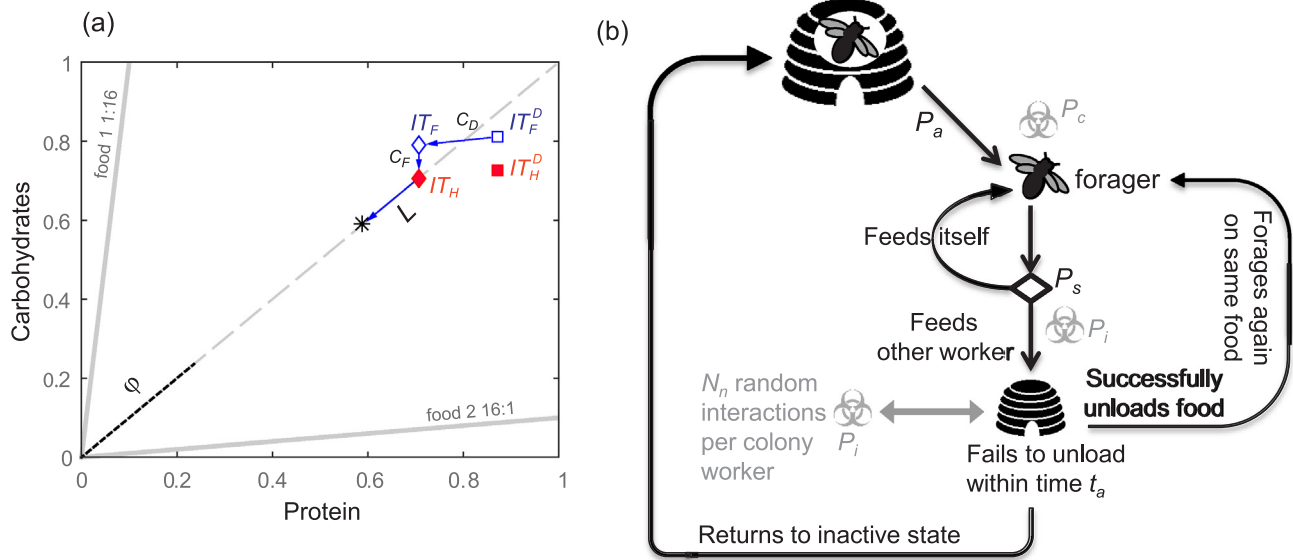 (a)
1
0.8
0.6
0.4
0.2
0
0
0.2
0.4
0.6
0.8
1
Carbohydrates
Protein
food 1 1:16
food 2 16:1
φ
L
IT_F
C_D
IT_F^D
C_F
IT_H
IT_H^D
(b)
P_a
P_c
forager
Feeds itself
P_s
Feeds
other worker
P_i
Forages again
on same food
N_n random
interactions
per colony
worker
P_i
Successfully
unloads food
Fails to unload
within time t_a
Returns to inactive state